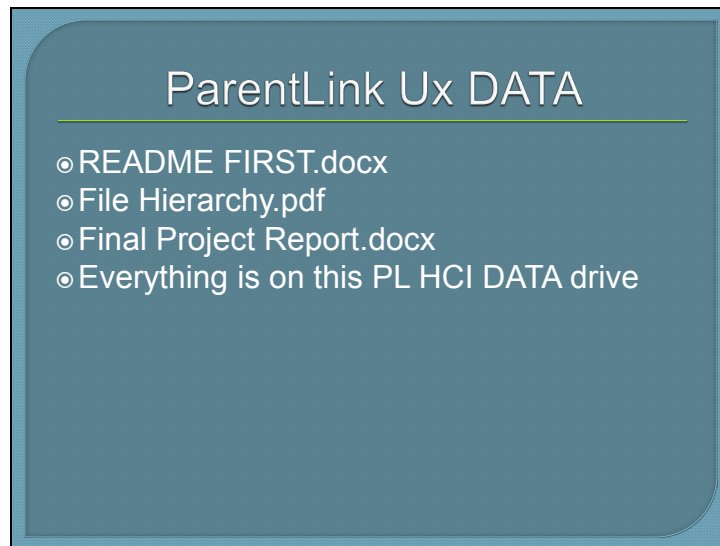 ParentLink Ux DATA
README FIRST.docx
File Hierarchy.pdf
Final Project Report.docx
Everything is on this PL HCI DATA drive